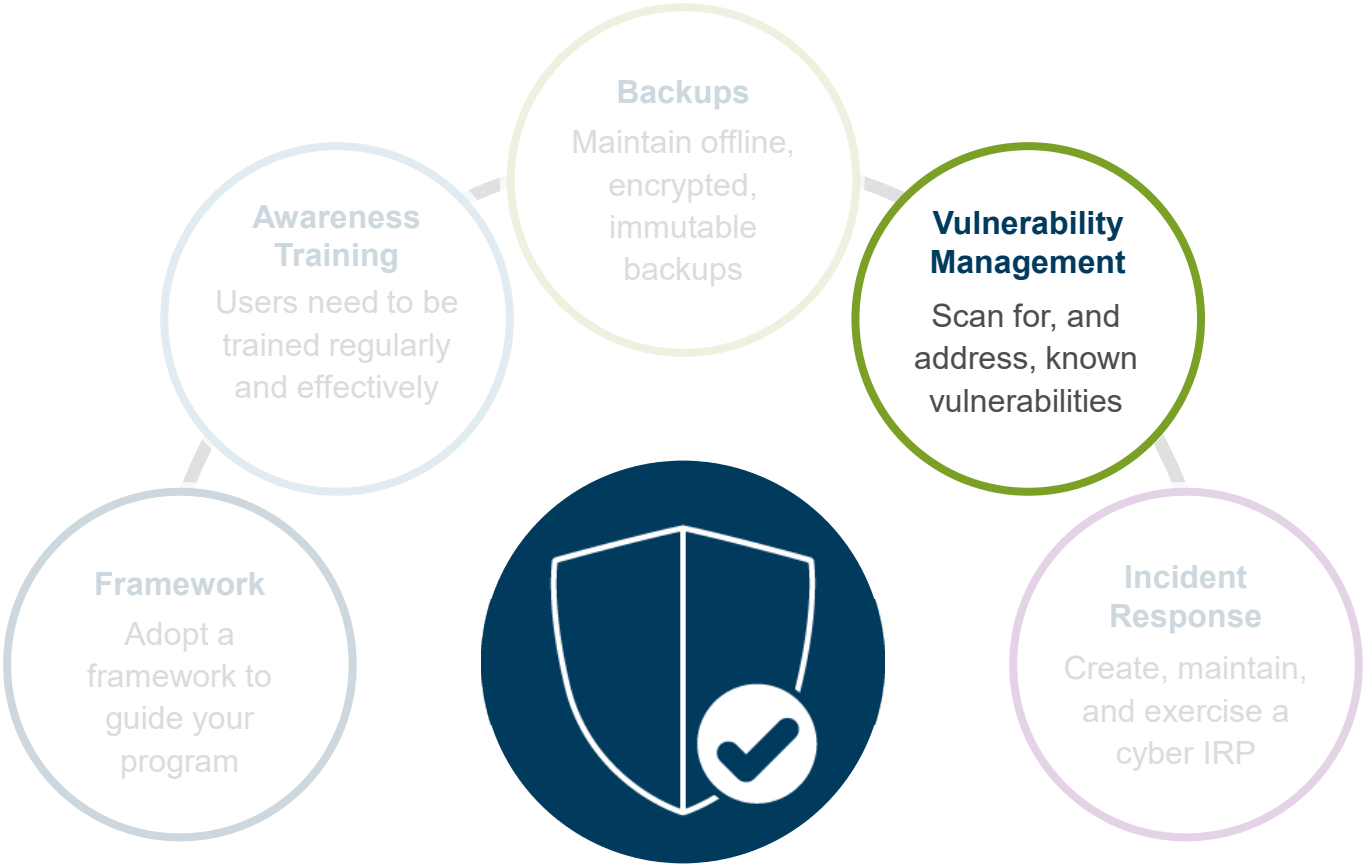 Backups
Maintain offline,
encrypted,
immutable
backups
Awareness
Training
Users need to be
trained regularly
and effectively
Vulnerability
Management
Scan for, and
address, known
vulnerabilities
Framework
Adopt a
framework to
guide your
program
Incident
Response
Create, maintain,
and exercise a
cyber IRP